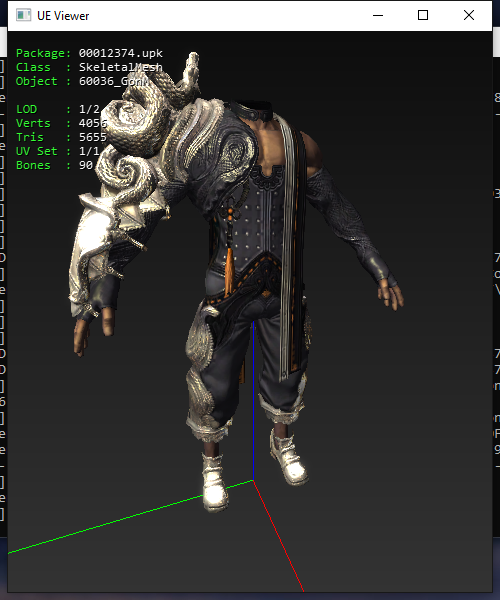 UE Viewer
Package: 00012374.upk
Class : SkeletalMesh
Object : 60036_GonM
LOD : 1/2
Verts : 4056
Tris : 5655
UV Set : 1/1
Bones : 90